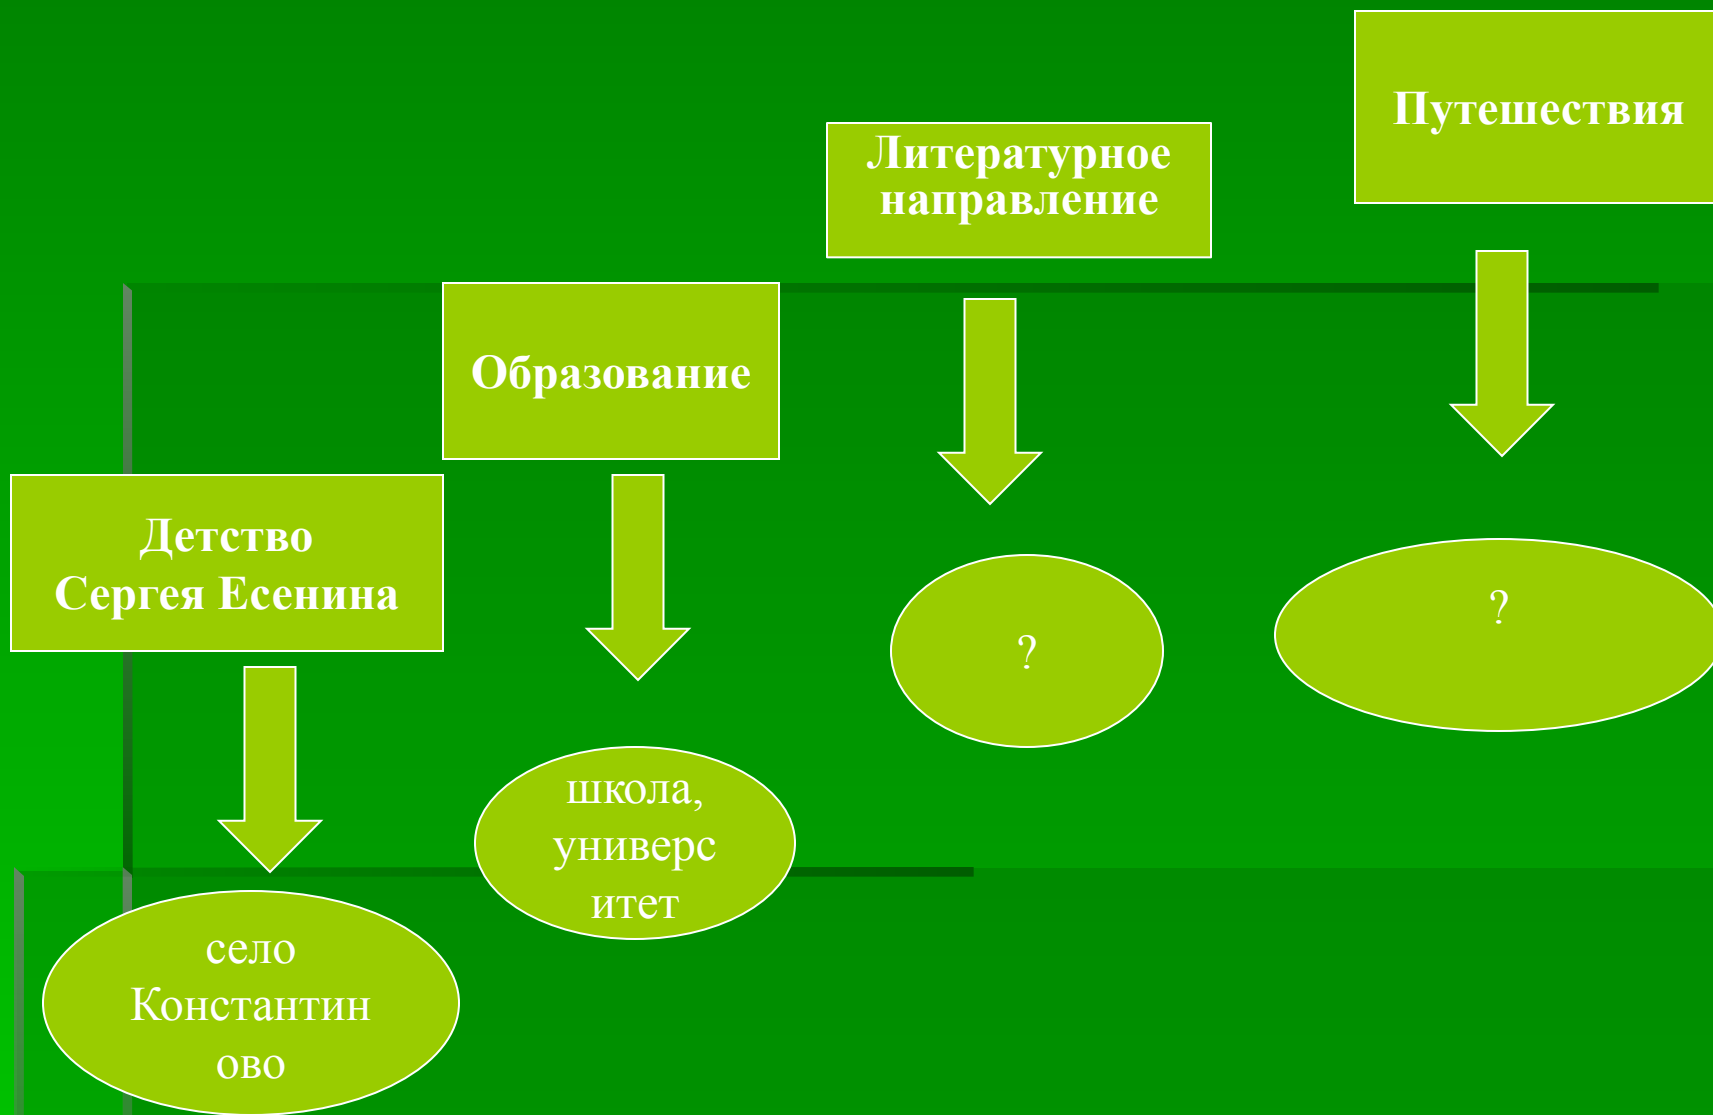 Путешествия
Литературное
направление
Образование
Детство
Сергея Есенина
?
?
школа,
универс
итет
село
Константин
ово